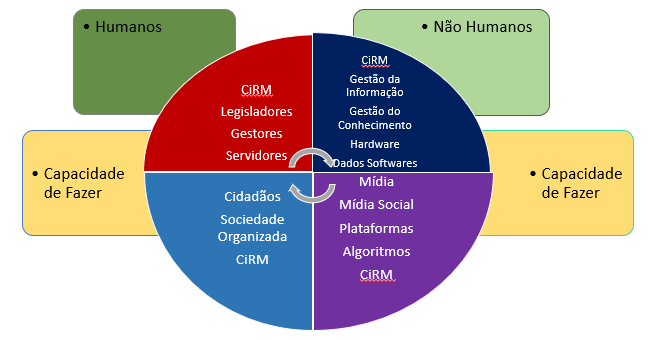 • Humanos
• Não Humanos
CiRM
Legisladores
Gestores
Servidores
CiRM
Gestão da
Informação
Gestão do
Conhecimento
Hardware
Dados Softwares
• Capacidade
de Fazer
• Capacidade
de Fazer
Cidadãos
Sociedade
Organizada
CiRM
Mídia
Mídia Social
Plataformas
Algoritmos
CiRM